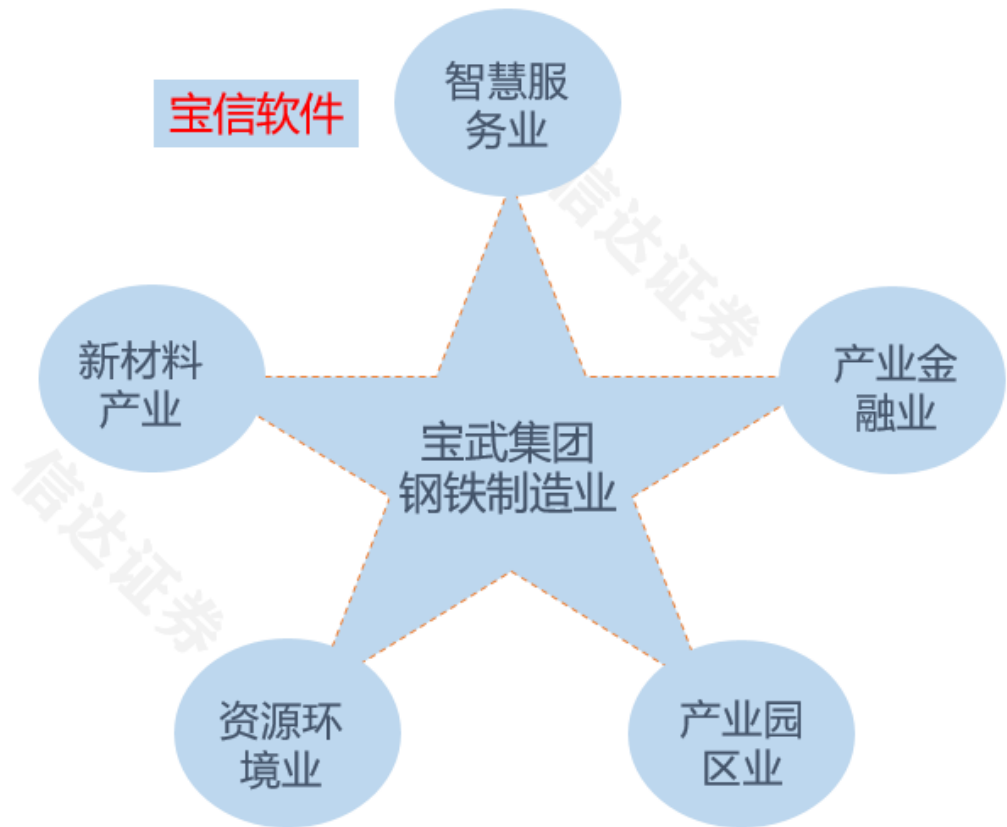 智慧服
务业
宝信软件
信达证券
新材料
产业
产业金
融业
宝武集团
钢铁制造业
信达证券
资源环
境业
产业园
区业